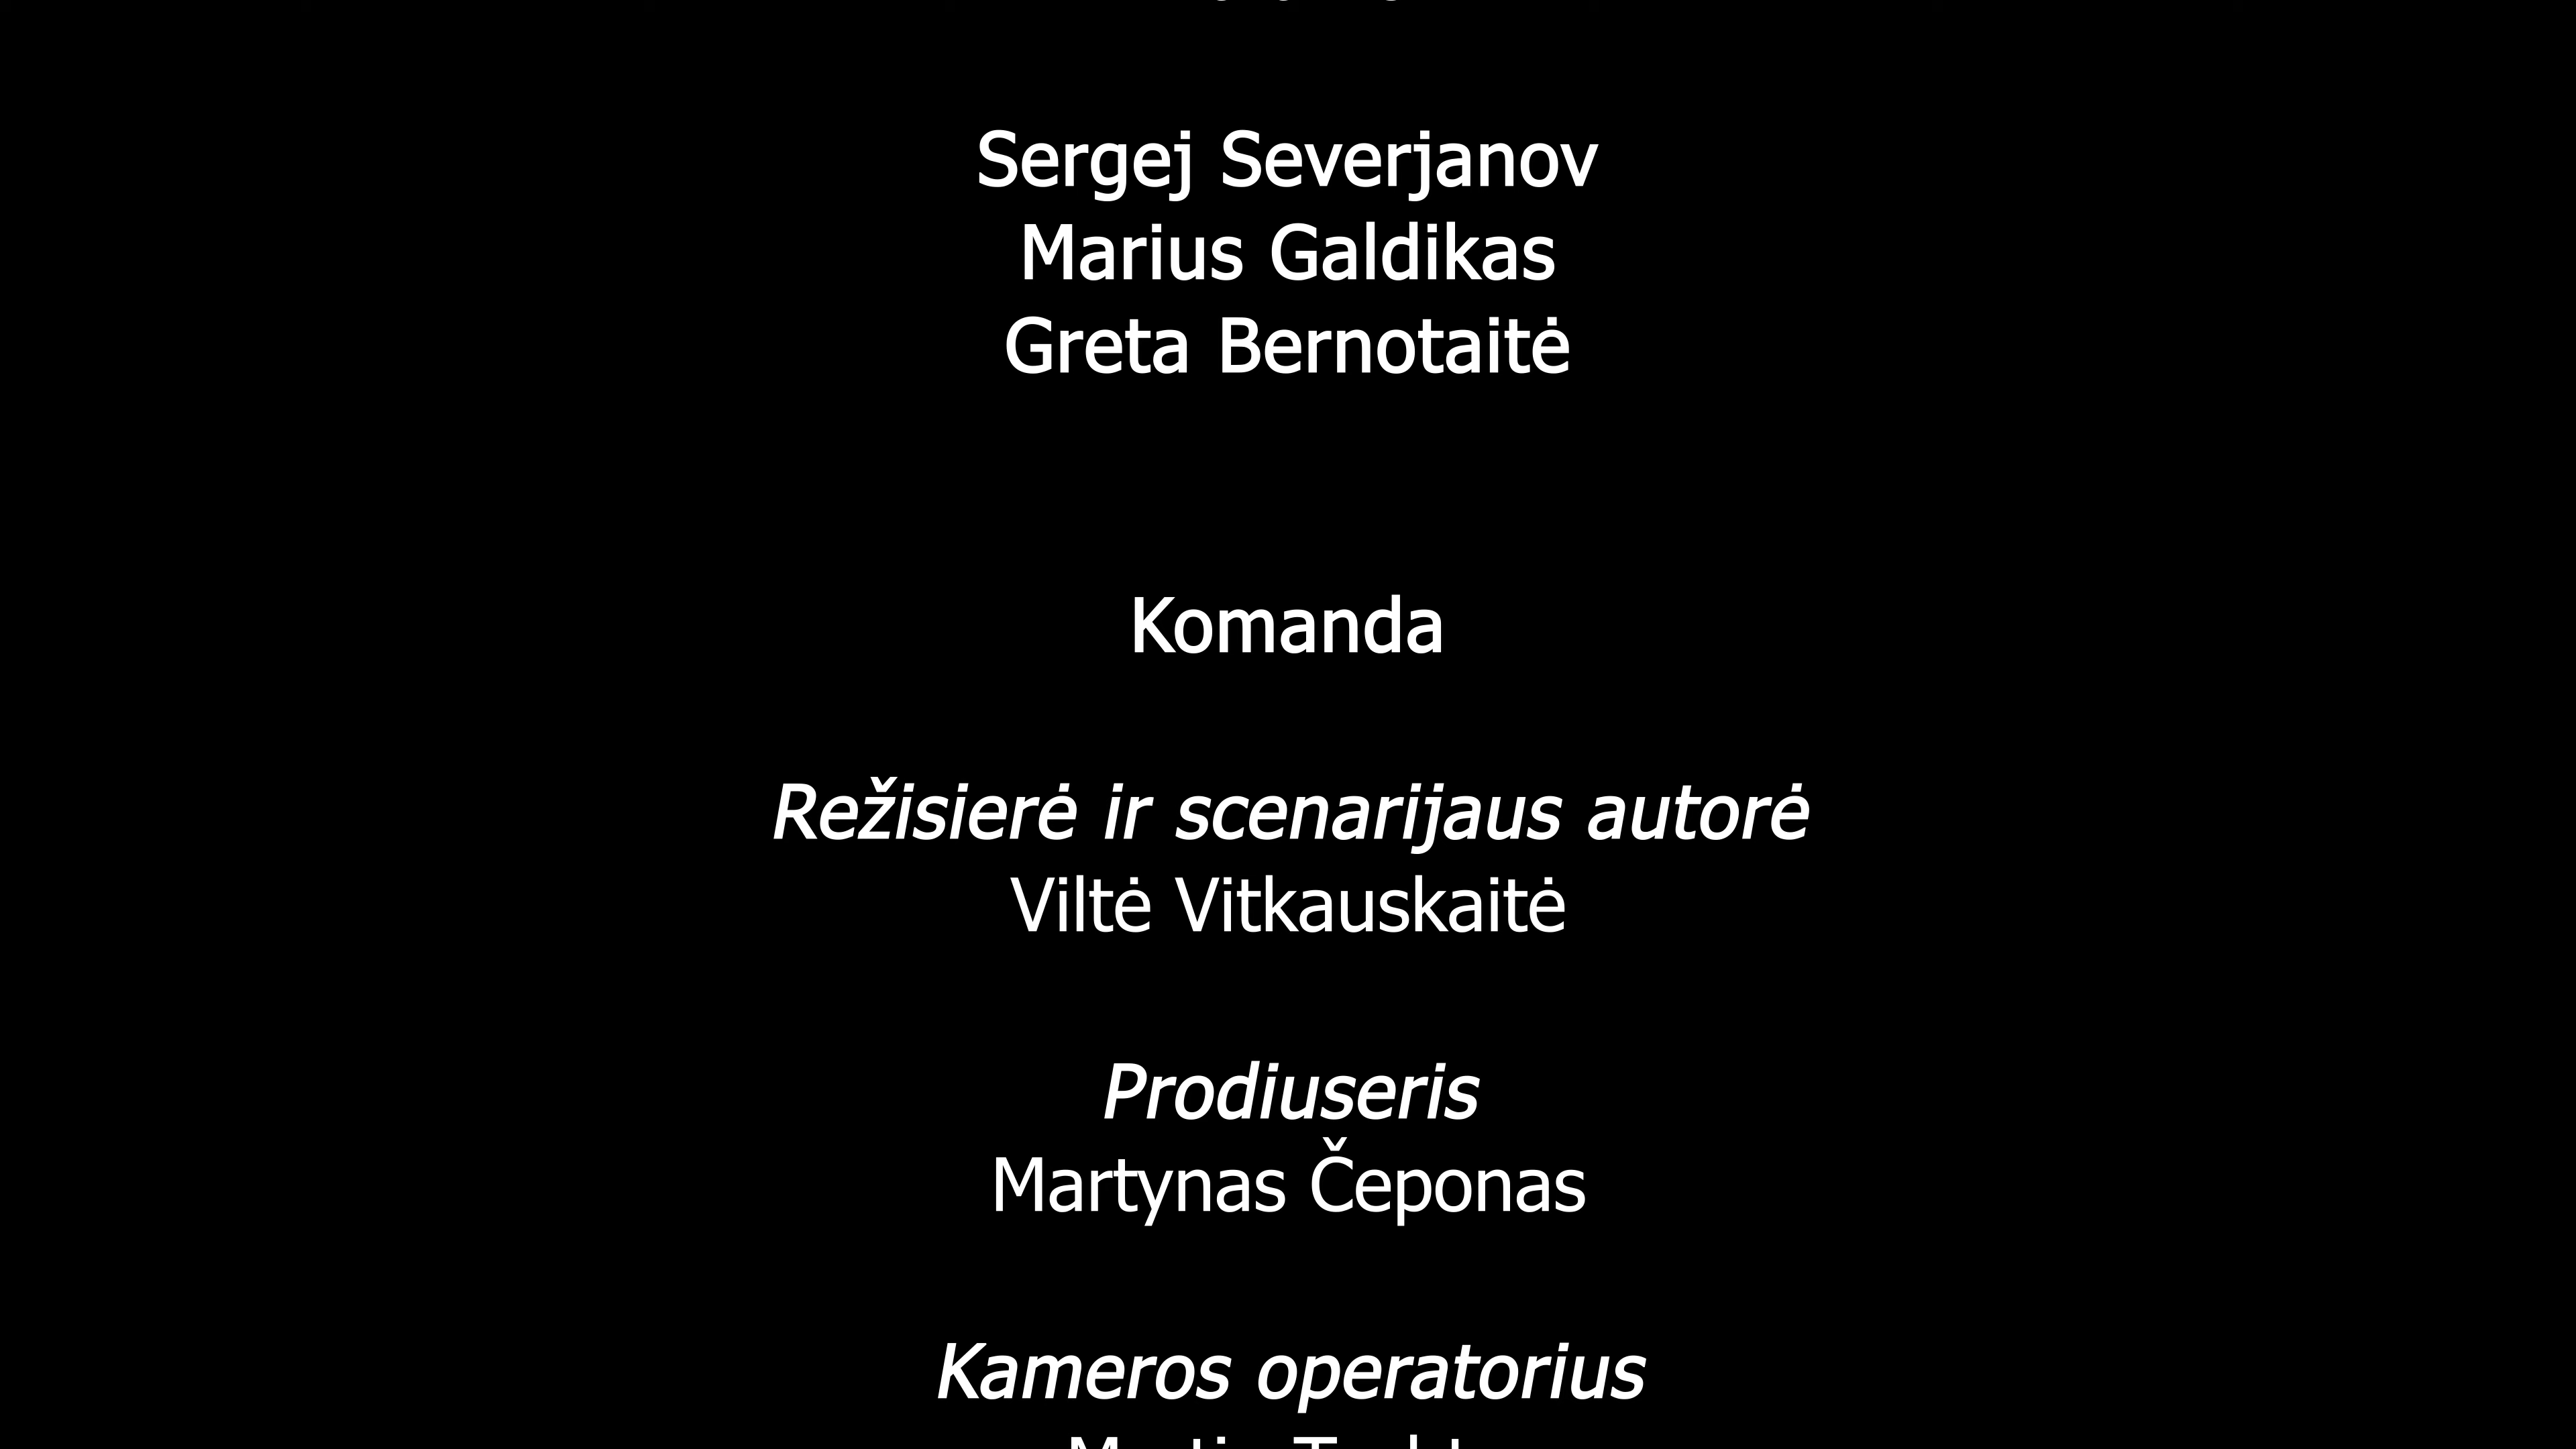 Sergej Severjanov
Marius Galdikas
Greta Bernotaitė
Komanda
Režisierė ir scenarijaus autorė
Viltė Vitkauskaitė
Prodiuseris
Martynas Čeponas
Kameros operatorius